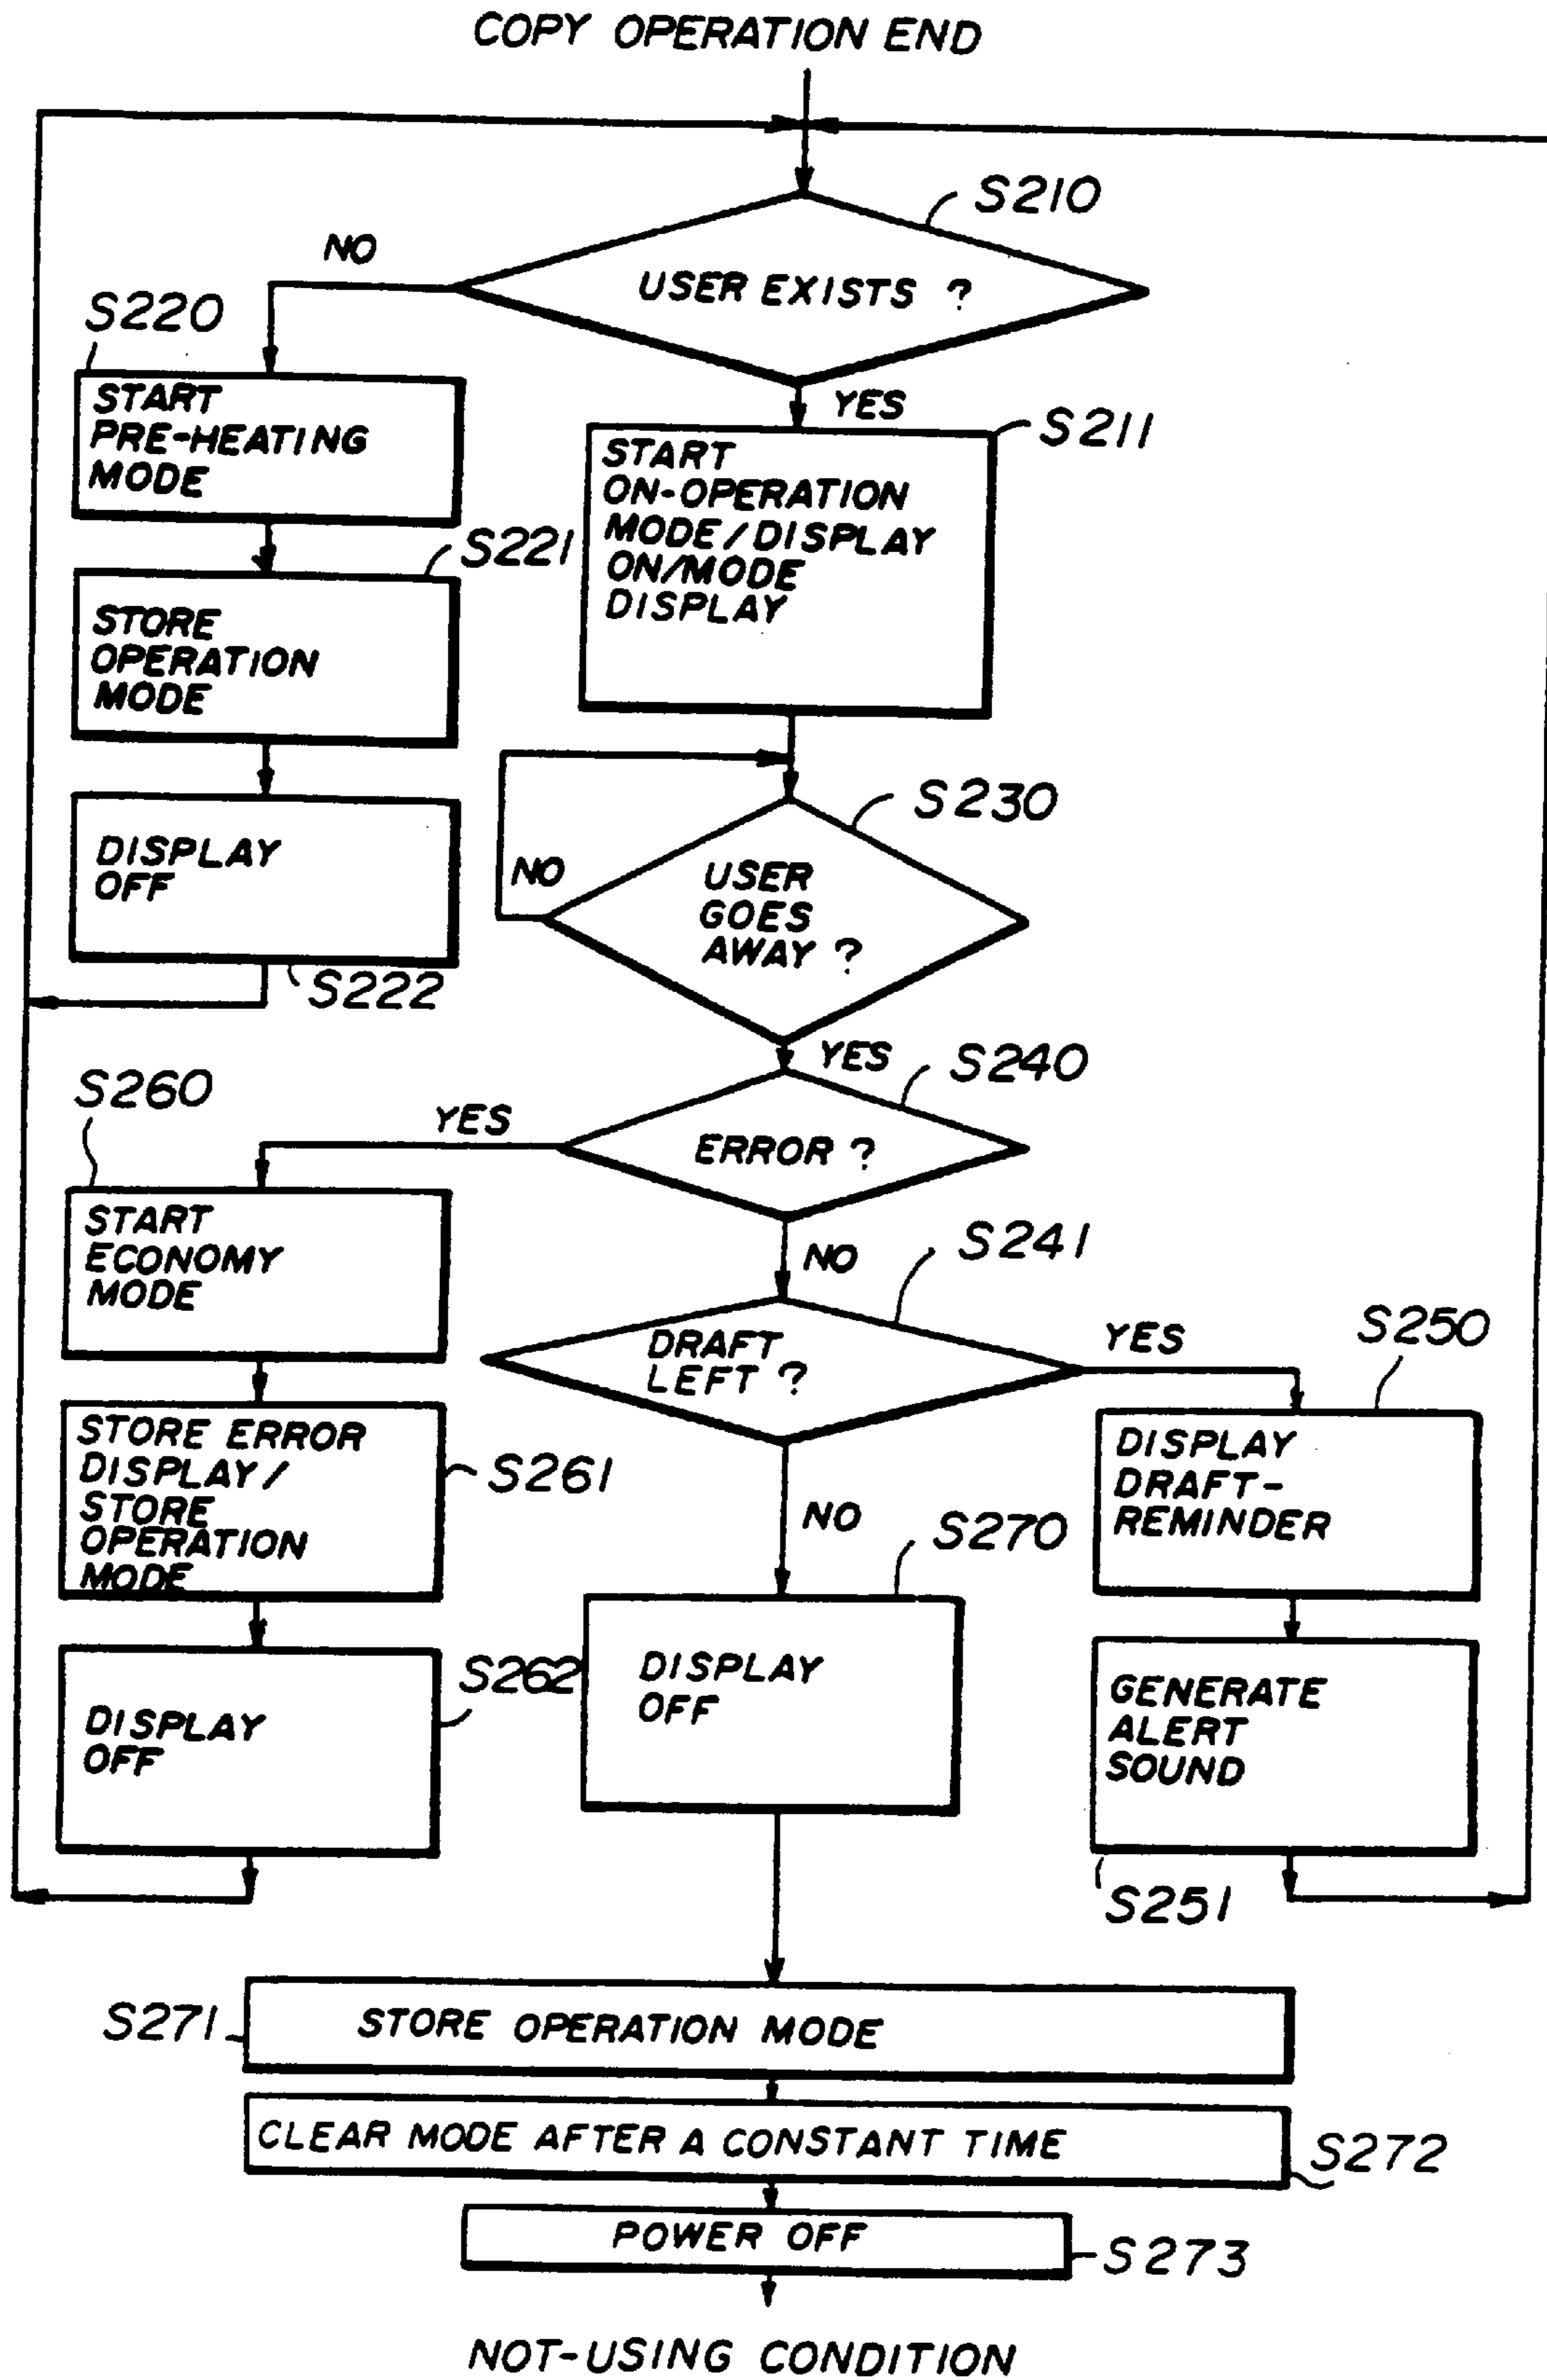 COPY OPERATION END
S210
NO
USER EXISTS ?
S220
YES
S211
START
PRE-HEATING
MODE
START
ON-OPERATION
MODE/DISPLAY
ON/MODE
DISPLAY
S221
STORE
OPERATION
MODE
S230
DISPLAY
OFF
NO
USER
GOES
AWAY ?
S222
YES
S240
S260
YES
ERROR ?
START
ECONOMY
MODE
NO
S241
DRAFT
LEFT ?
YES
S250
STORE ERROR
DISPLAY/
STORE
OPERATION
MODE
S261
DISPLAY
DRAFT-
REMINDER
NO
S270
S262
DISPLAY
OFF
DISPLAY
OFF
GENERATE
ALERT
SOUND
S251
S271
STORE OPERATION MODE
CLEAR MODE AFTER A CONSTANT TIME
S272
POWER OFF
S273
NOT-USING CONDITION